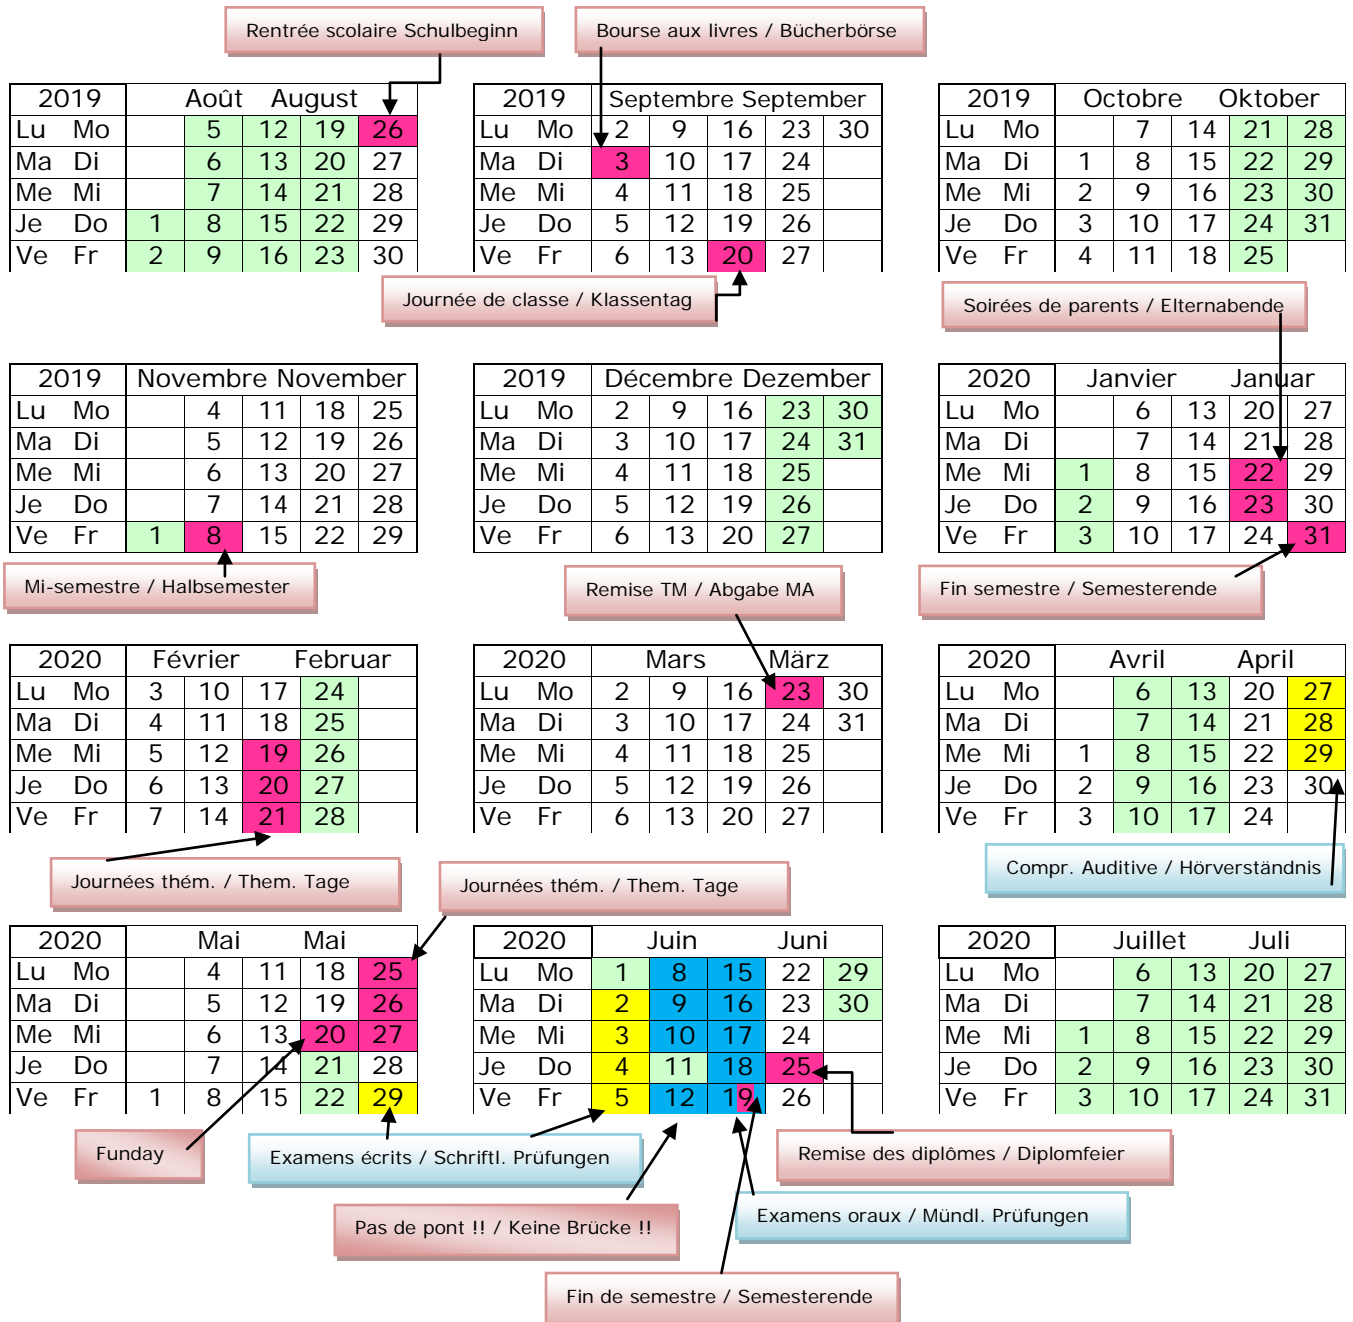 Rentrée scolaire Schulbeginn
Bourse aux livres / Bücherbörse
2019 Août August
Lu Mo 5 12 19 26
Ma Di 6 13 20 27
Me Mi 7 14 21 28
Je Do 1 8 15 22 29
Ve Fr 2 9 16 23 30
2019 Septembre September
Lu Mo 2 9 16 23 30
Ma Di 3 10 17 24
Me Mi 4 11 18 25
Je Do 5 12 19 26
Ve Fr 6 13 20 27
2019 Octobre Oktober
Lu Mo 7 14 21 28
Ma Di 1 8 15 22 29
Me Mi 2 9 16 23 30
Je Do 3 10 17 24 31
Ve Fr 4 11 18 25
Journée de classe / Klassentag
Soirées de parents / Elternabende
2019 Novembre November
Lu Mo 4 11 18 25
Ma Di 5 12 19 26
Me Mi 6 13 20 27
Je Do 7 14 21 28
Ve Fr 1 8 15 22 29
2019 Décembre Dezember
Lu Mo 2 9 16 23 30
Ma Di 3 10 17 24 31
Me Mi 4 11 18 25
Je Do 5 12 19 26
Ve Fr 6 13 20 27
2020 Janvier Januar
Lu Mo 6 13 20 27
Ma Di 7 14 21 28
Me Mi 1 8 15 22 29
Je Do 2 9 16 23 30
Ve Fr 3 10 17 24 31
Mi-semestre / Halbsemester
Remise TM / Abgabe MA
Fin semestre / Semesterende
2020 Février Februar
Lu Mo 3 10 17 24
Ma Di 4 11 18 25
Me Mi 5 12 19 26
Je Do 6 13 20 27
Ve Fr 7 14 21 28
2020 Mars März
Lu Mo 2 9 16 23 30
Ma Di 3 10 17 24 31
Me Mi 4 11 18 25
Je Do 5 12 19 26
Ve Fr 6 13 20 27
2020 Avril April
Lu Mo 6 13 20 27
Ma Di 7 14 21 28
Me Mi 1 8 15 22 29
Je Do 2 9 16 23 30
Ve Fr 3 10 17 24
Journées thém. / Them. Tage
Journées thém. / Them. Tage
Compr. Auditive / Hörverständnis
2020 Mai Mai
Lu Mo 4 11 18 25
Ma Di 5 12 19 26
Me Mi 6 13 20 27
Je Do 7 14 21 28
Ve Fr 1 8 15 22 29
2020 Juin Juni
Lu Mo 1 8 15 22 29
Ma Di 2 9 16 23 30
Me Mi 3 10 17 24
Je Do 4 11 18 25
Ve Fr 5 12 19 26
2020 Juillet Juli
Lu Mo 6 13 20 27
Ma Di 7 14 21 28
Me Mi 1 8 15 22 29
Je Do 2 9 16 23 30
Ve Fr 3 10 17 24 31
Funday
Examens écrits / Schriftl. Prüfungen
Remise des diplômes / Diplomfeier
Pas de pont !! / Keine Brücke !!
Examens oraux / Mündl. Prüfungen
Fin de semestre / Semesterende